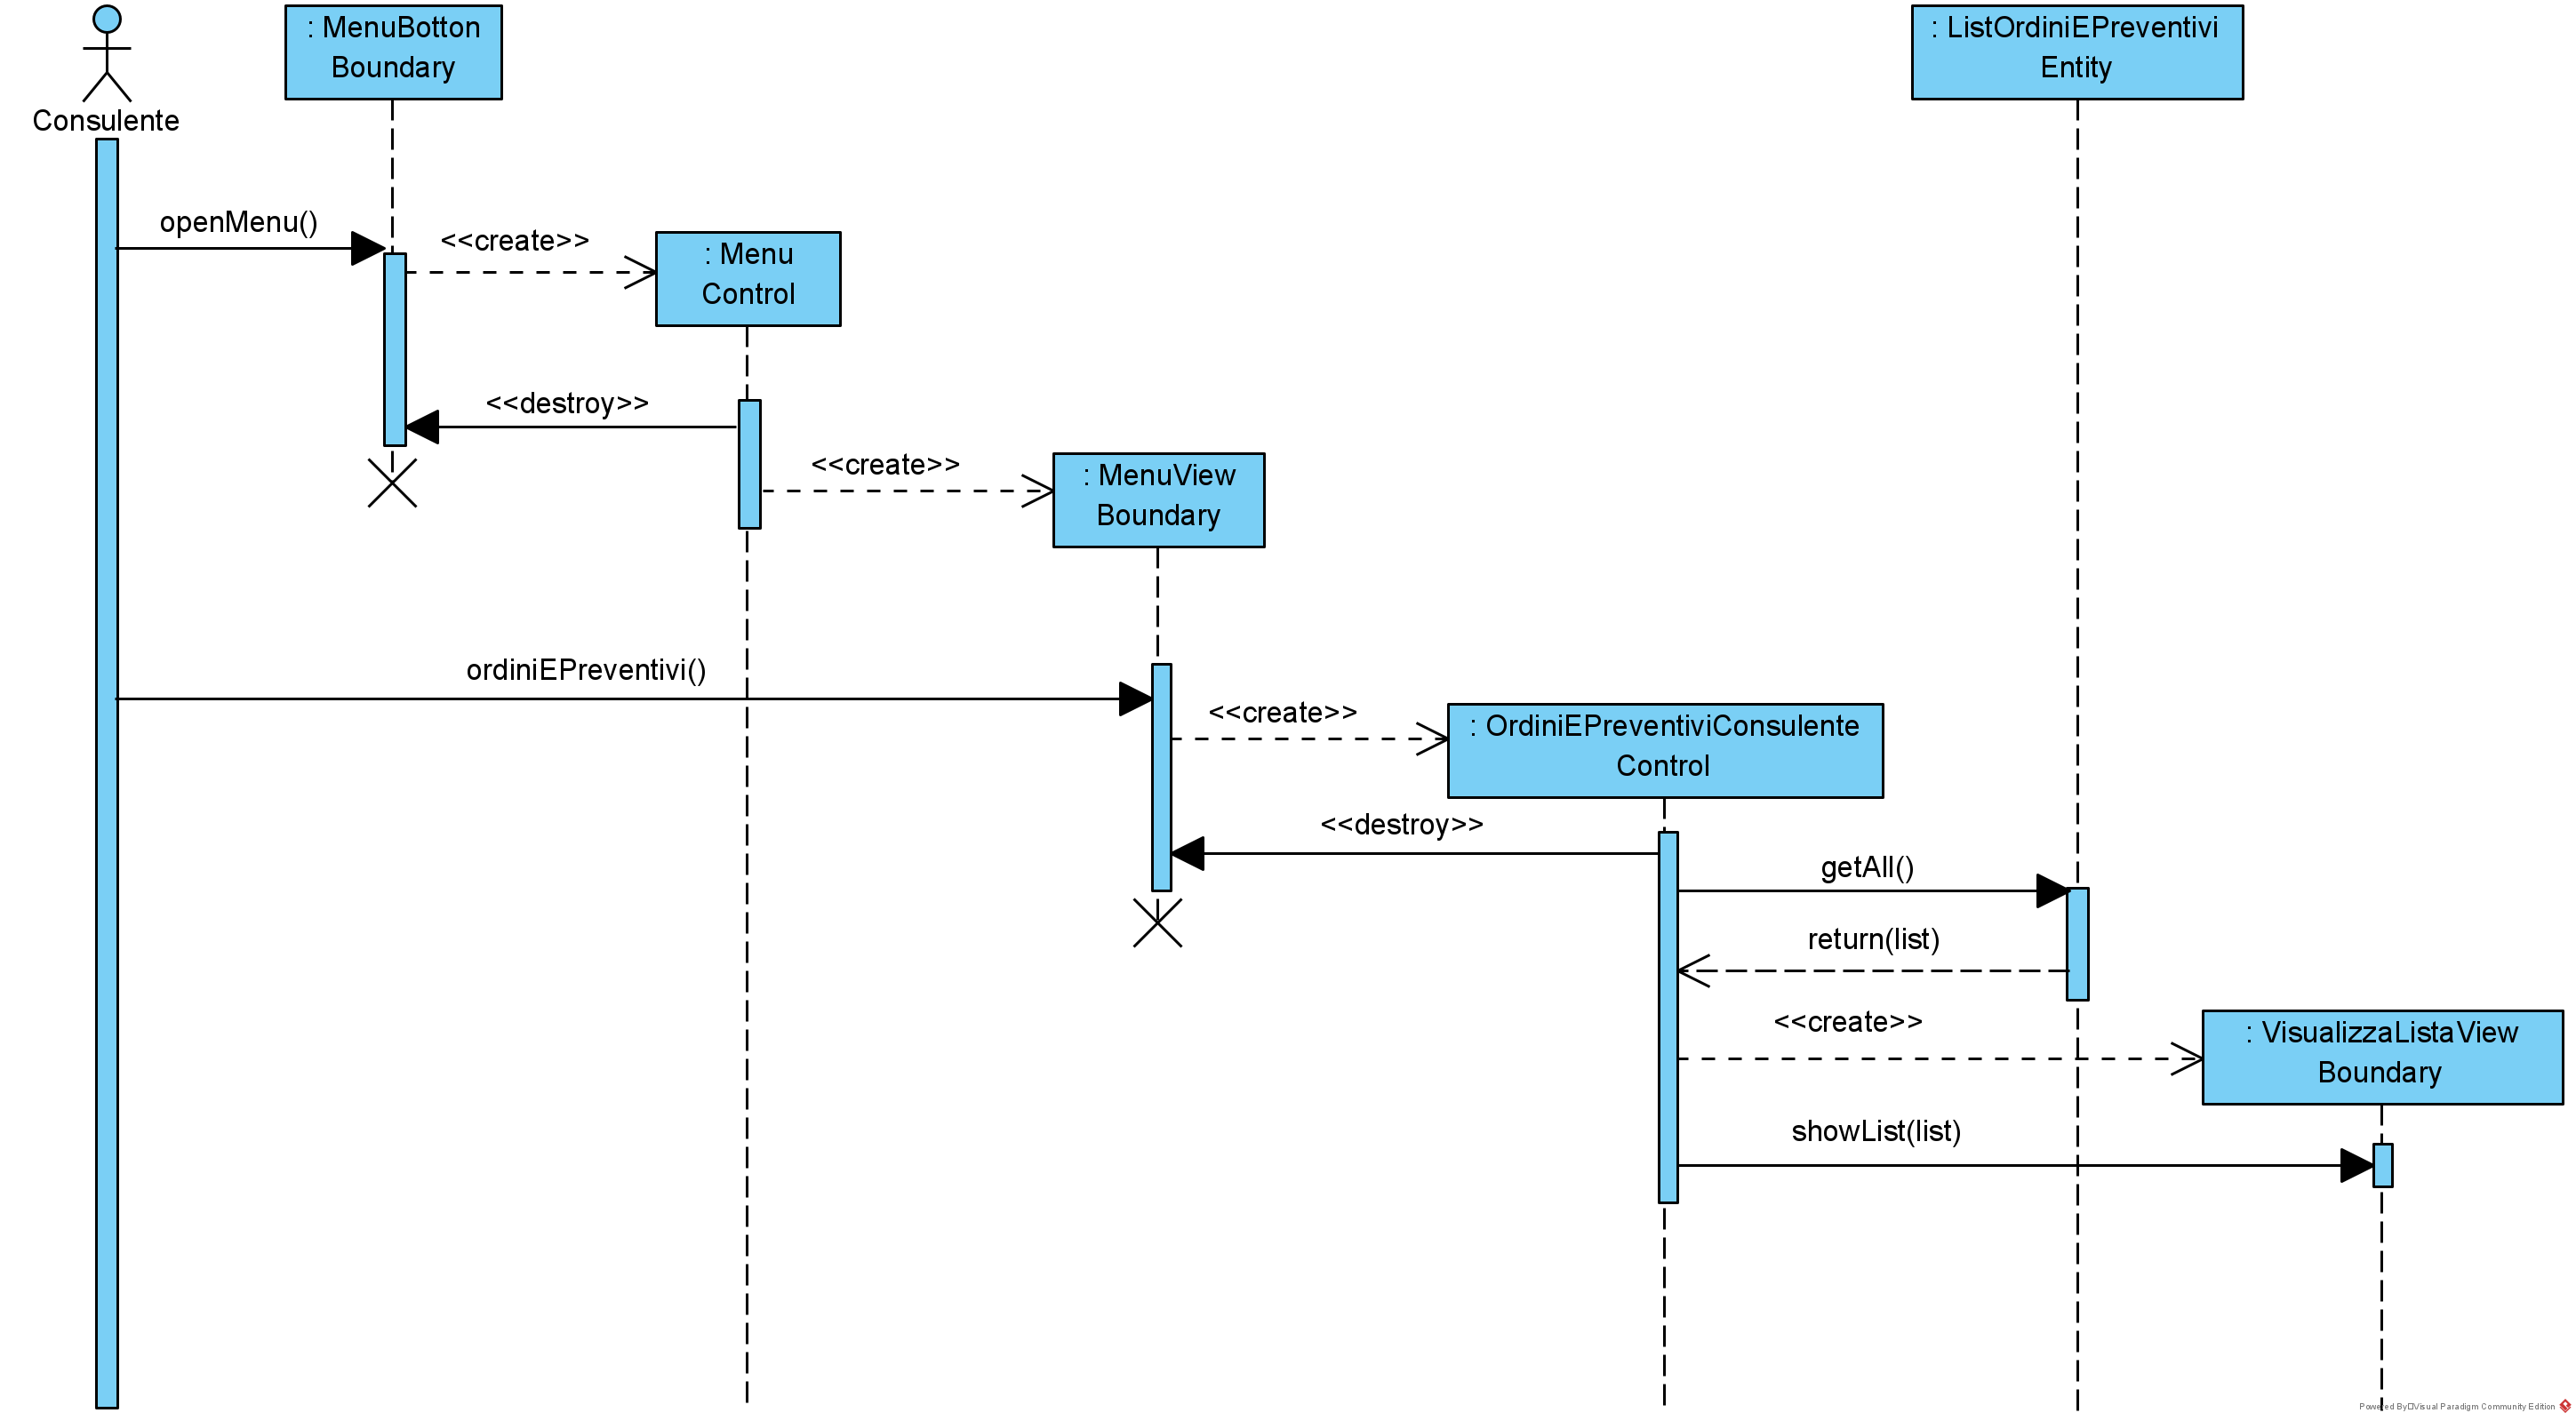 : MenuBotton
Boundary
: ListOrdiniEPreventivi
Entity
Consulente
openMenu()
<<create>>
: Menu
Control
<<destroy>>
<<create>>
: MenuView
Boundary
ordiniEPreventivi()
<<create>>
: OrdiniEPreventiviConsulente
Control
<<destroy>>
getAll()
return(list)
<<create>>
: VisualizzaListaView
Boundary
showList(list)
Powered By Visual Paradigm Community Edition